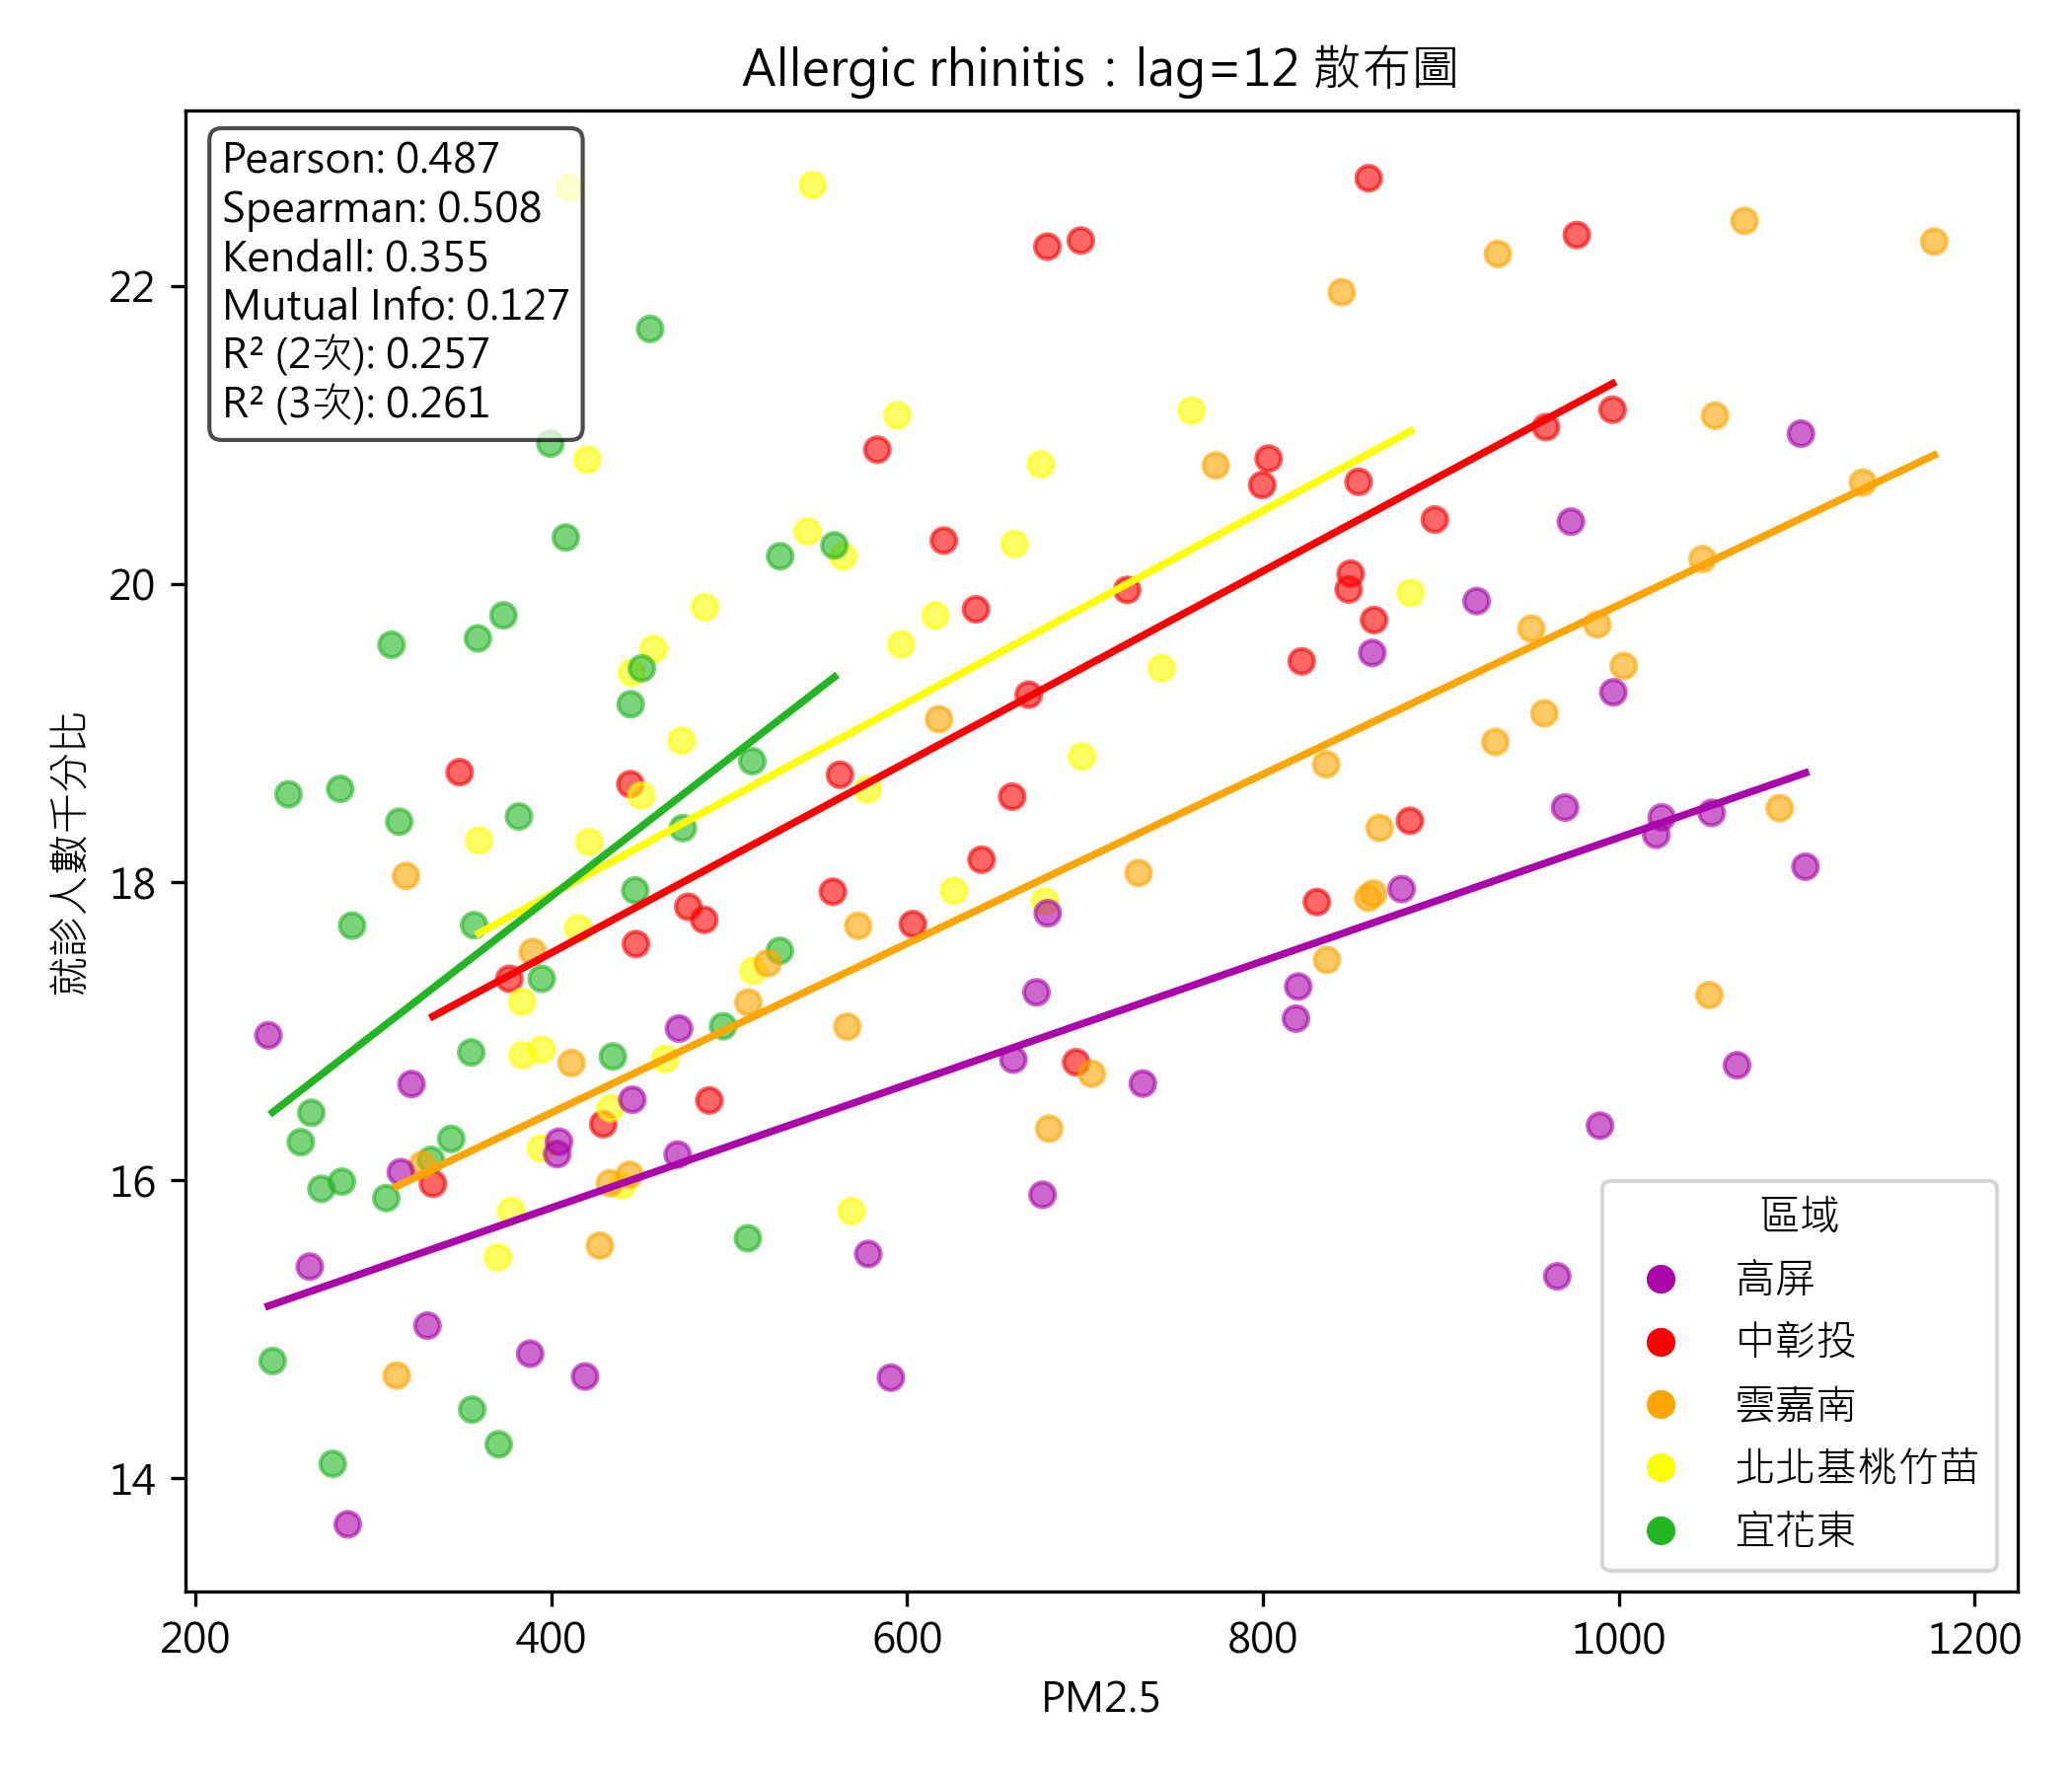 Allergic rhinitis：lag=12 散布圖
Pearson: 0.487
Spearman: 0.508
Kendall: 0.355
Mutual Info: 0.127
R² (2次): 0.257
R² (3次): 0.261
就診人數千分比
22
20
18
16
14
區域
高屏
中彰投
雲嘉南
北北基桃竹苗
宜花東
200 400 600 800 1000 1200
PM2.5